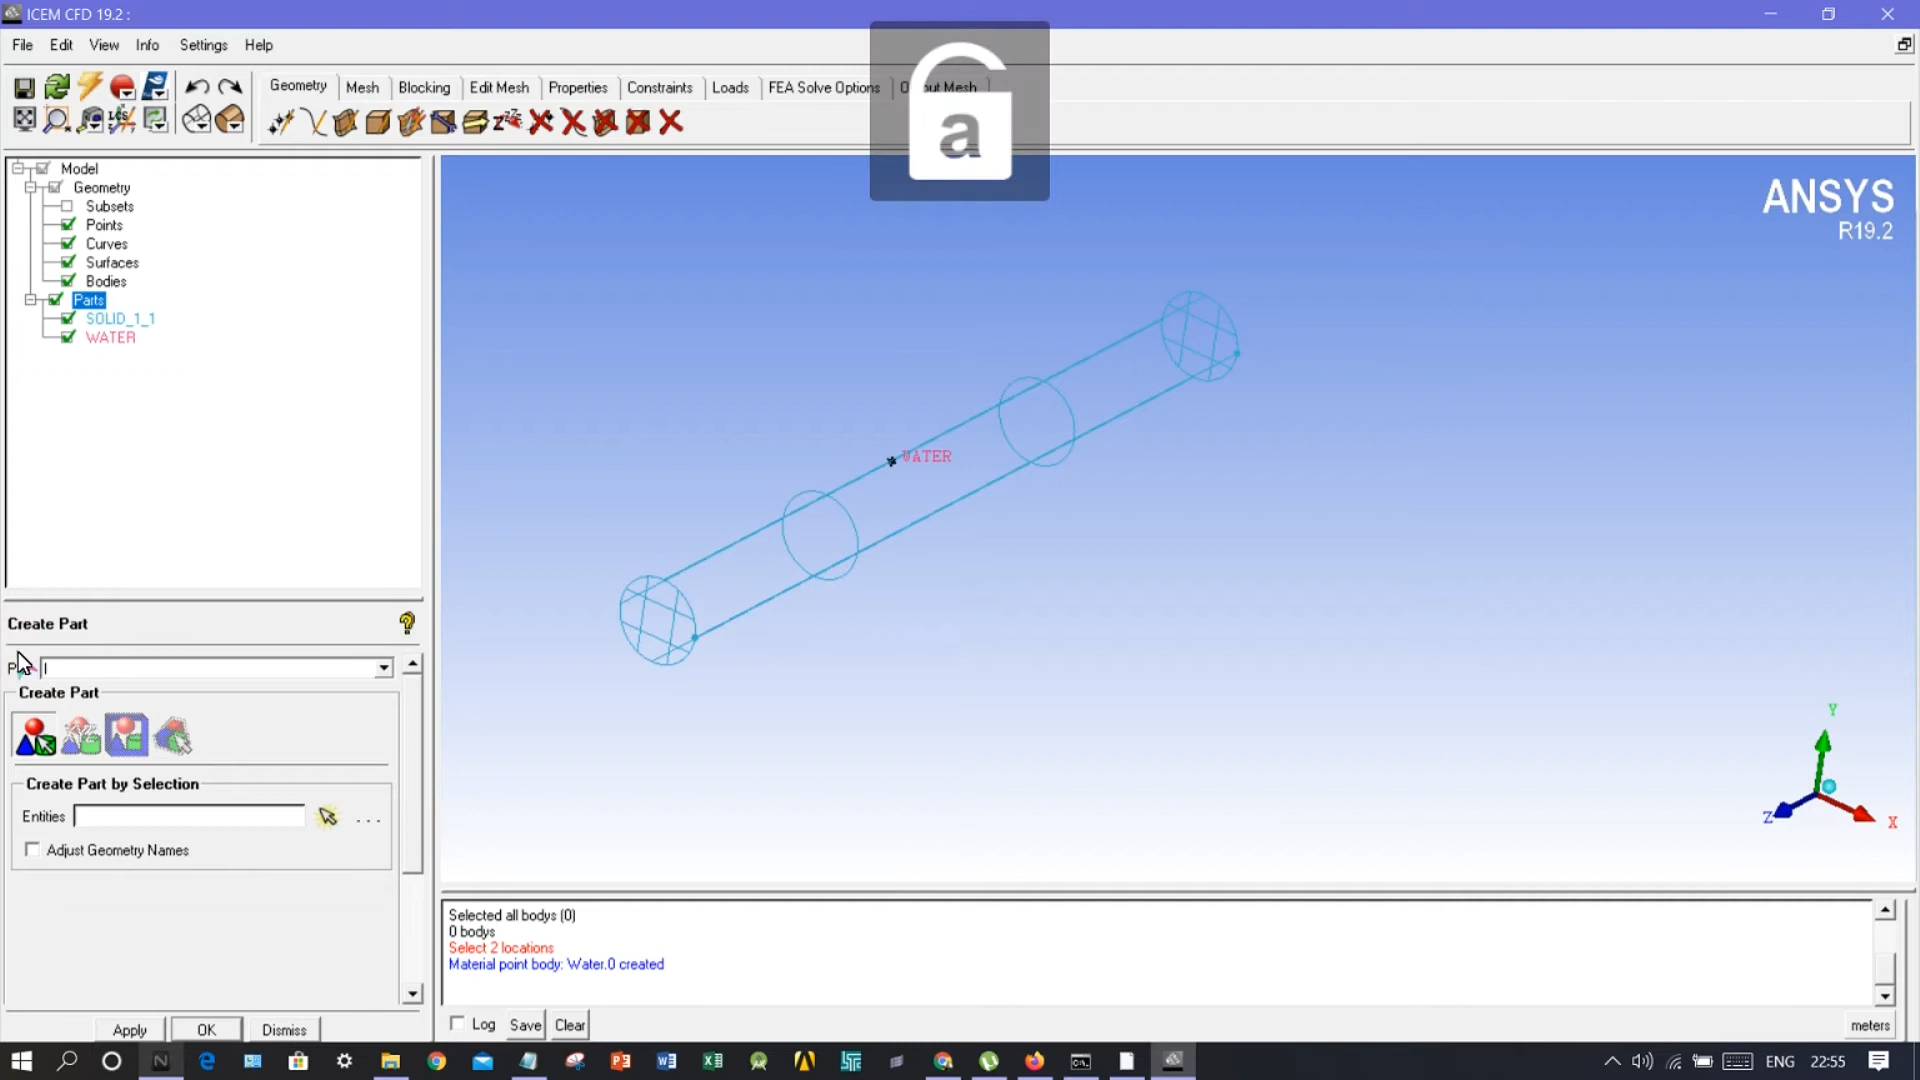 ICEM CFD 19.2 :
File Edit View Info Settings Help
Geometry Mesh Blocking Edit Mesh Properties Constraints Loads FEA Solve Options
a
Model
Geometry
Subsets
Points
Curves
Surfaces
Bodies
Parts
SOLID_1_1
WATER
ANSYS
R19.2
WATER
Create Part
I
Create Part
Create Part by Selection
Entities ...
Adjust Geometry Names
Apply OK Dismiss
Y
Z
X
Selected all bodys (0)
0 bodys
Select 2 locations
Material point body: Water.0 created
Log Save Clear
meters
ENG 22:55